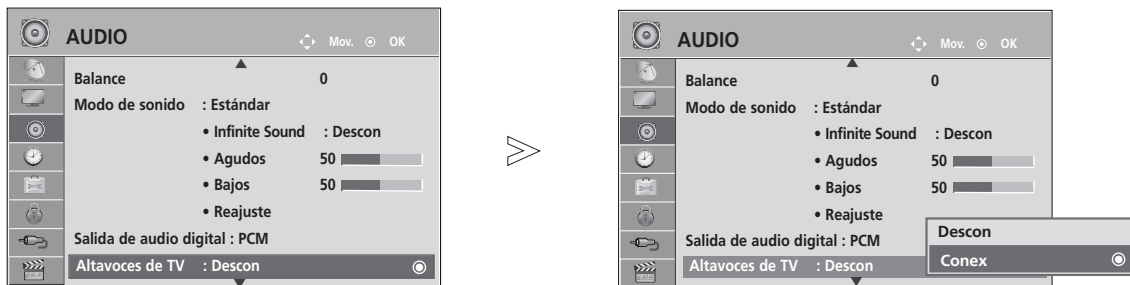 AUDIO
Mov. OK
Balance 0
Modo de sonido : Estándar
• Infinite Sound : Descon
• Agudos 50
• Bajos 50
• Reajuste
Salida de audio digital : PCM
Altavoces de TV : Descon
>
AUDIO
Mov. OK
Balance 0
Modo de sonido : Estándar
• Infinite Sound : Descon
• Agudos 50
• Bajos 50
• Reajuste
Salida de audio digital : PCM
Altavoces de TV : Descon
Descon
Conex